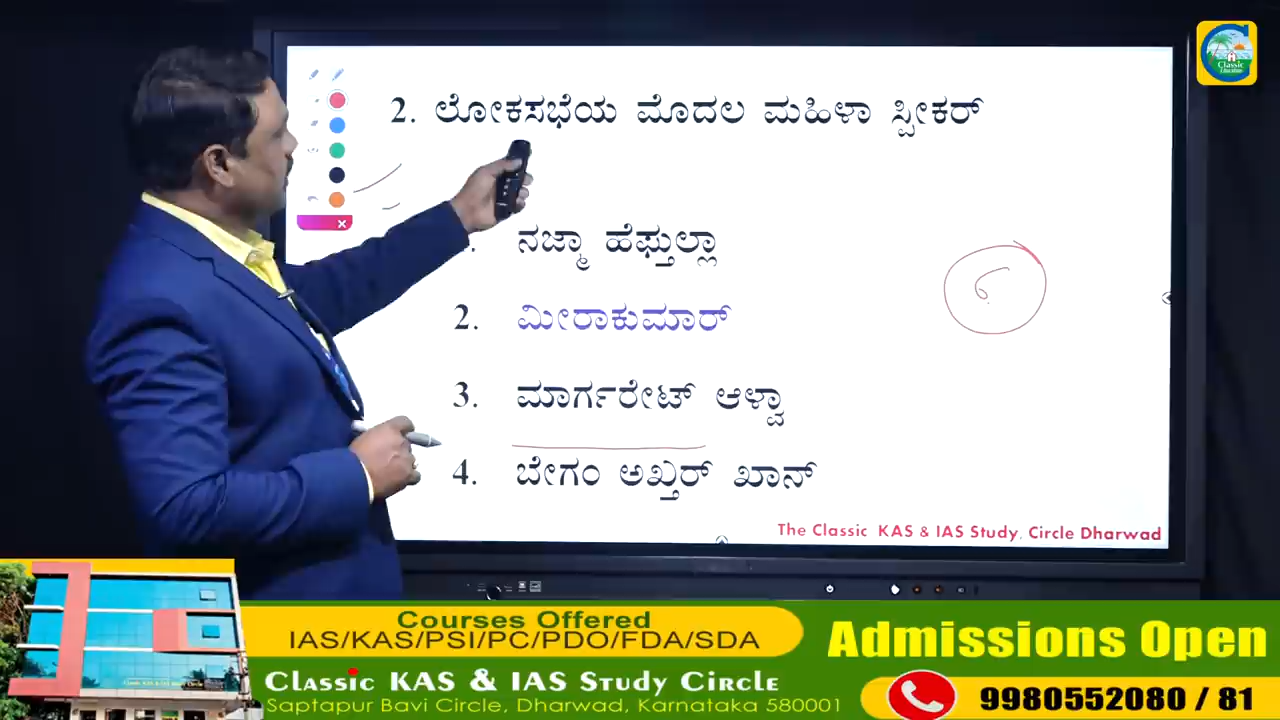 Classic
2. ಲೋಕಸಭೆಯ ಮೊದಲ ಮಹಿಳಾ ಸ್ಪೀಕರ್
ನಜ್ಮಾ ಹೆಫ್ತುಲ್ಲಾ
2. ಮೀರಾಕುಮಾರ್
3. ಮಾರ್ಗರೇಟ್ ಆಳ್ವಾ
4. ಬೇಗಂ ಅಖ್ತರ್ ಖಾನ್
The Classic KAS & IAS Study, Circle Dharwad
Courses Offered
IAS/KAS/PSI/PC/PDO/FDA/SDA
Classic KAS & IAS Study Circle
Saptapur Bavi Circle, Dharwad, Karnataka 580001
Admissions Open
9980552080 / 81